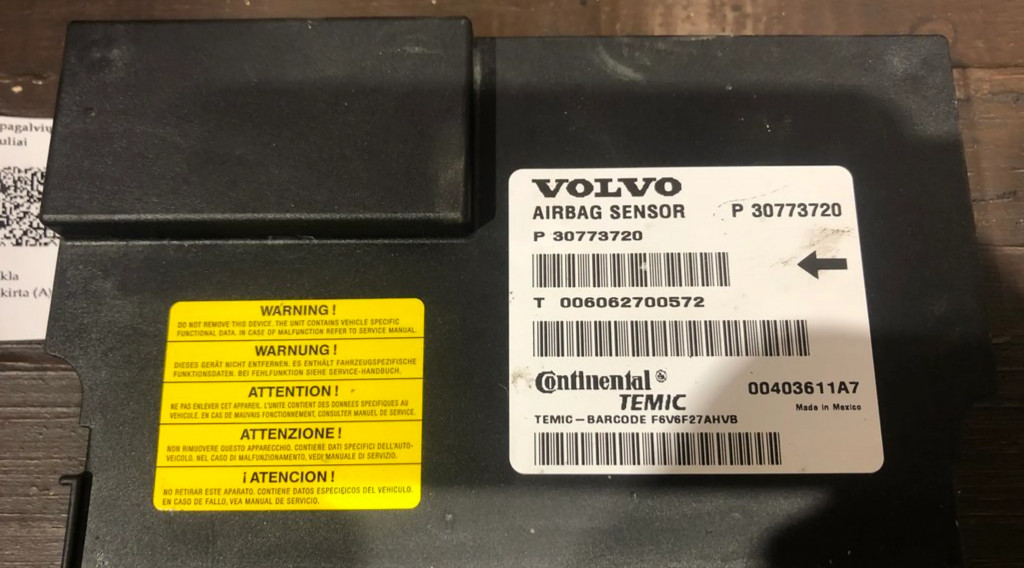 pagalvių
uliai
kla
kirta (A)
WARNING !
DO NOT REMOVE THIS DEVICE. THE UNIT CONTAINS VEHICLE SPECIFIC
FUNCTIONAL DATA. IN CASE OF MALFUNCTION REFER TO SERVICE MANUAL.
WARNUNG !
DIESES GERÄT NICHT ENTFERNEN. ES ENTHÄLT FAHRZEUGSPEZIFISCHE
FUNKTIONSDATEN. BEI FEHLFUNKTION SIEHE SERVICE-HANDBUCH.
ATTENTION !
NE PAS ENLEVER CET APPAREIL. L'UNITE CONTIENT DES DONNEES SPECIFIQUES AU
VEHICULE. EN CAS DE MAUVAIS FONCTIONNEMENT, CONSULTER MANUEL DE SERVICE.
ATTENZIONE !
NON RIMUOVERE QUESTO APPARECCHIO. CONTIENE DATI SPECIFICI DELL'AUTO-
VEICOLO. NEL CASO DI MALFUNZIONAMENTO, VEDE MANUALE DI SERVIZIO.
¡ ATENCION !
NO RETIRAR ESTE APARATO. CONTIENE DATOS ESPECIFICOS DEL VEHICULO.
EN CASO DE FALLO, VEA MANUAL DE SERVICIO.
VOLVO
AIRBAG SENSOR P 30773720
P 30773720
T 006062700572
Continental
TEMIC
00403611A7
Made in Mexico
TEMIC-BARCODE F6V6F27AHVB